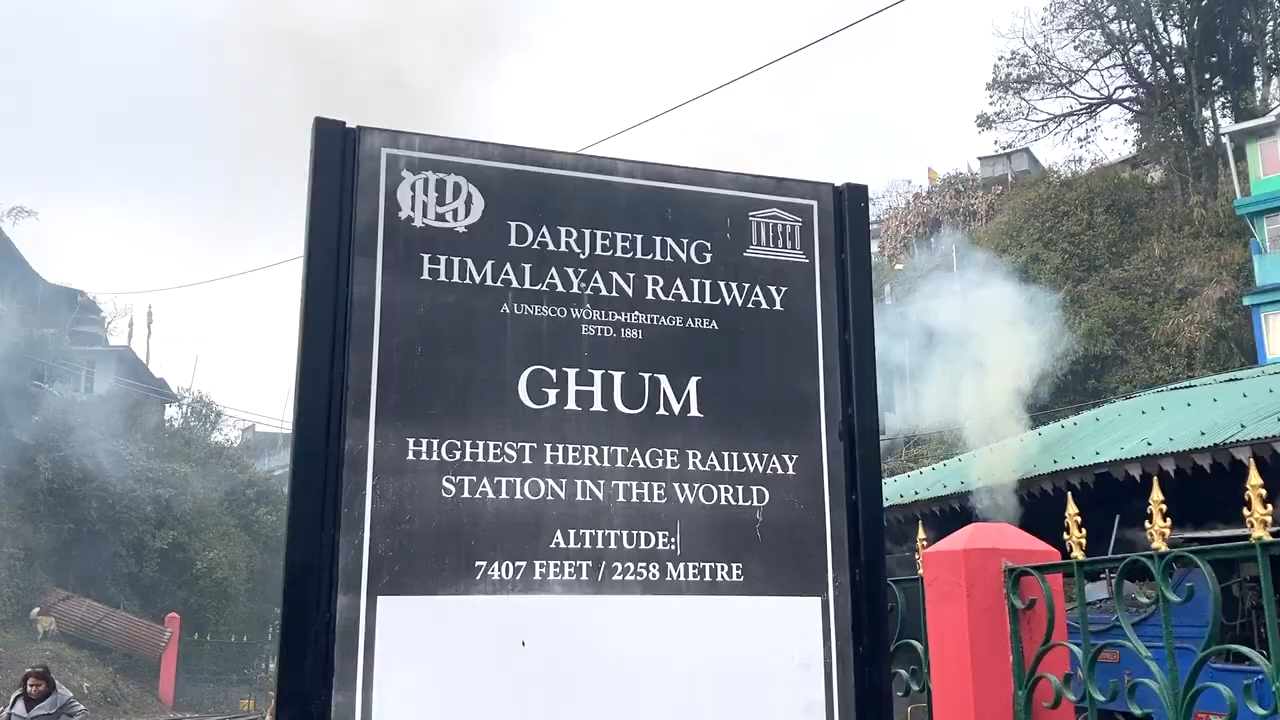 DHR
UNESCO
DARJEELING
HIMALAYAN RAILWAY
A UNESCO WORLD HERITAGE AREA
ESTD. 1881
GHUM
HIGHEST HERITAGE RAILWAY
STATION IN THE WORLD
ALTITUDE:
7407 FEET / 2258 METRE